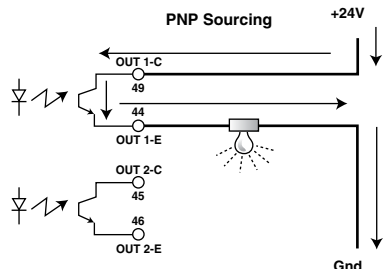 PNP Sourcing
+24V
OUT 1-C
49
44
OUT 1-E
OUT 2-C
45
46
OUT 2-E
Gnd